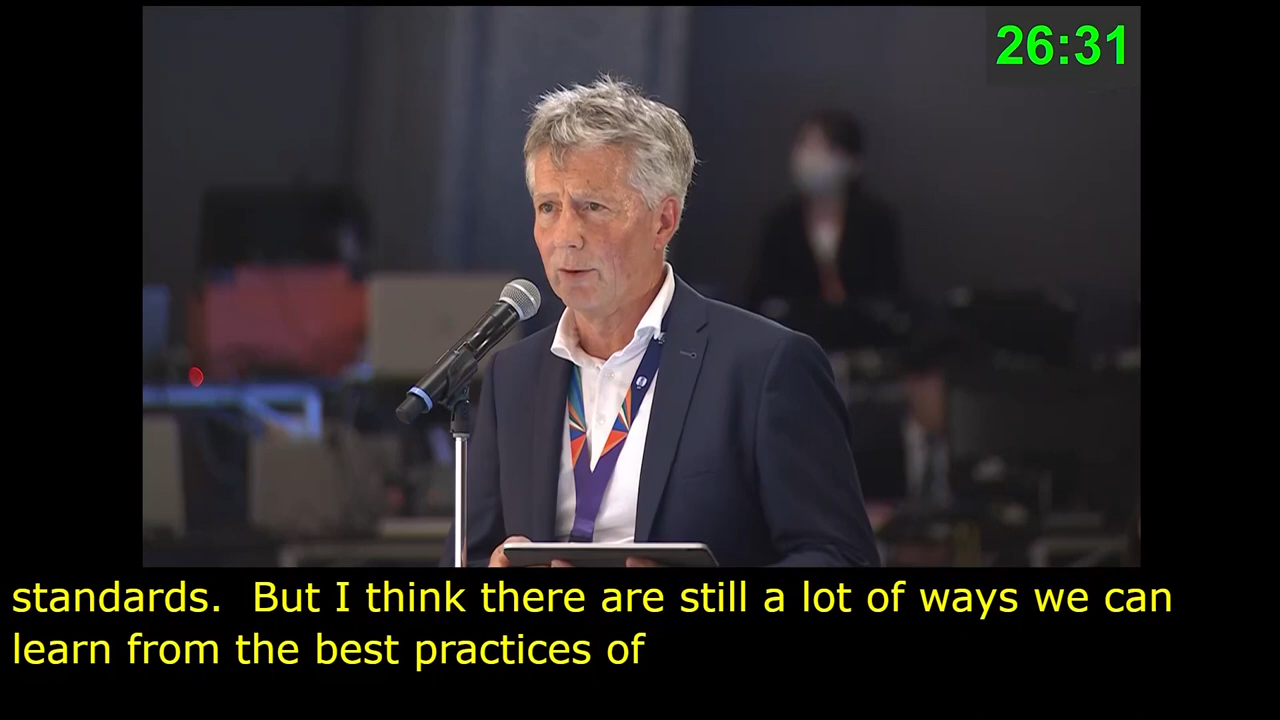 26:31
standards.  But I think there are still a lot of ways we can
learn from the best practices of